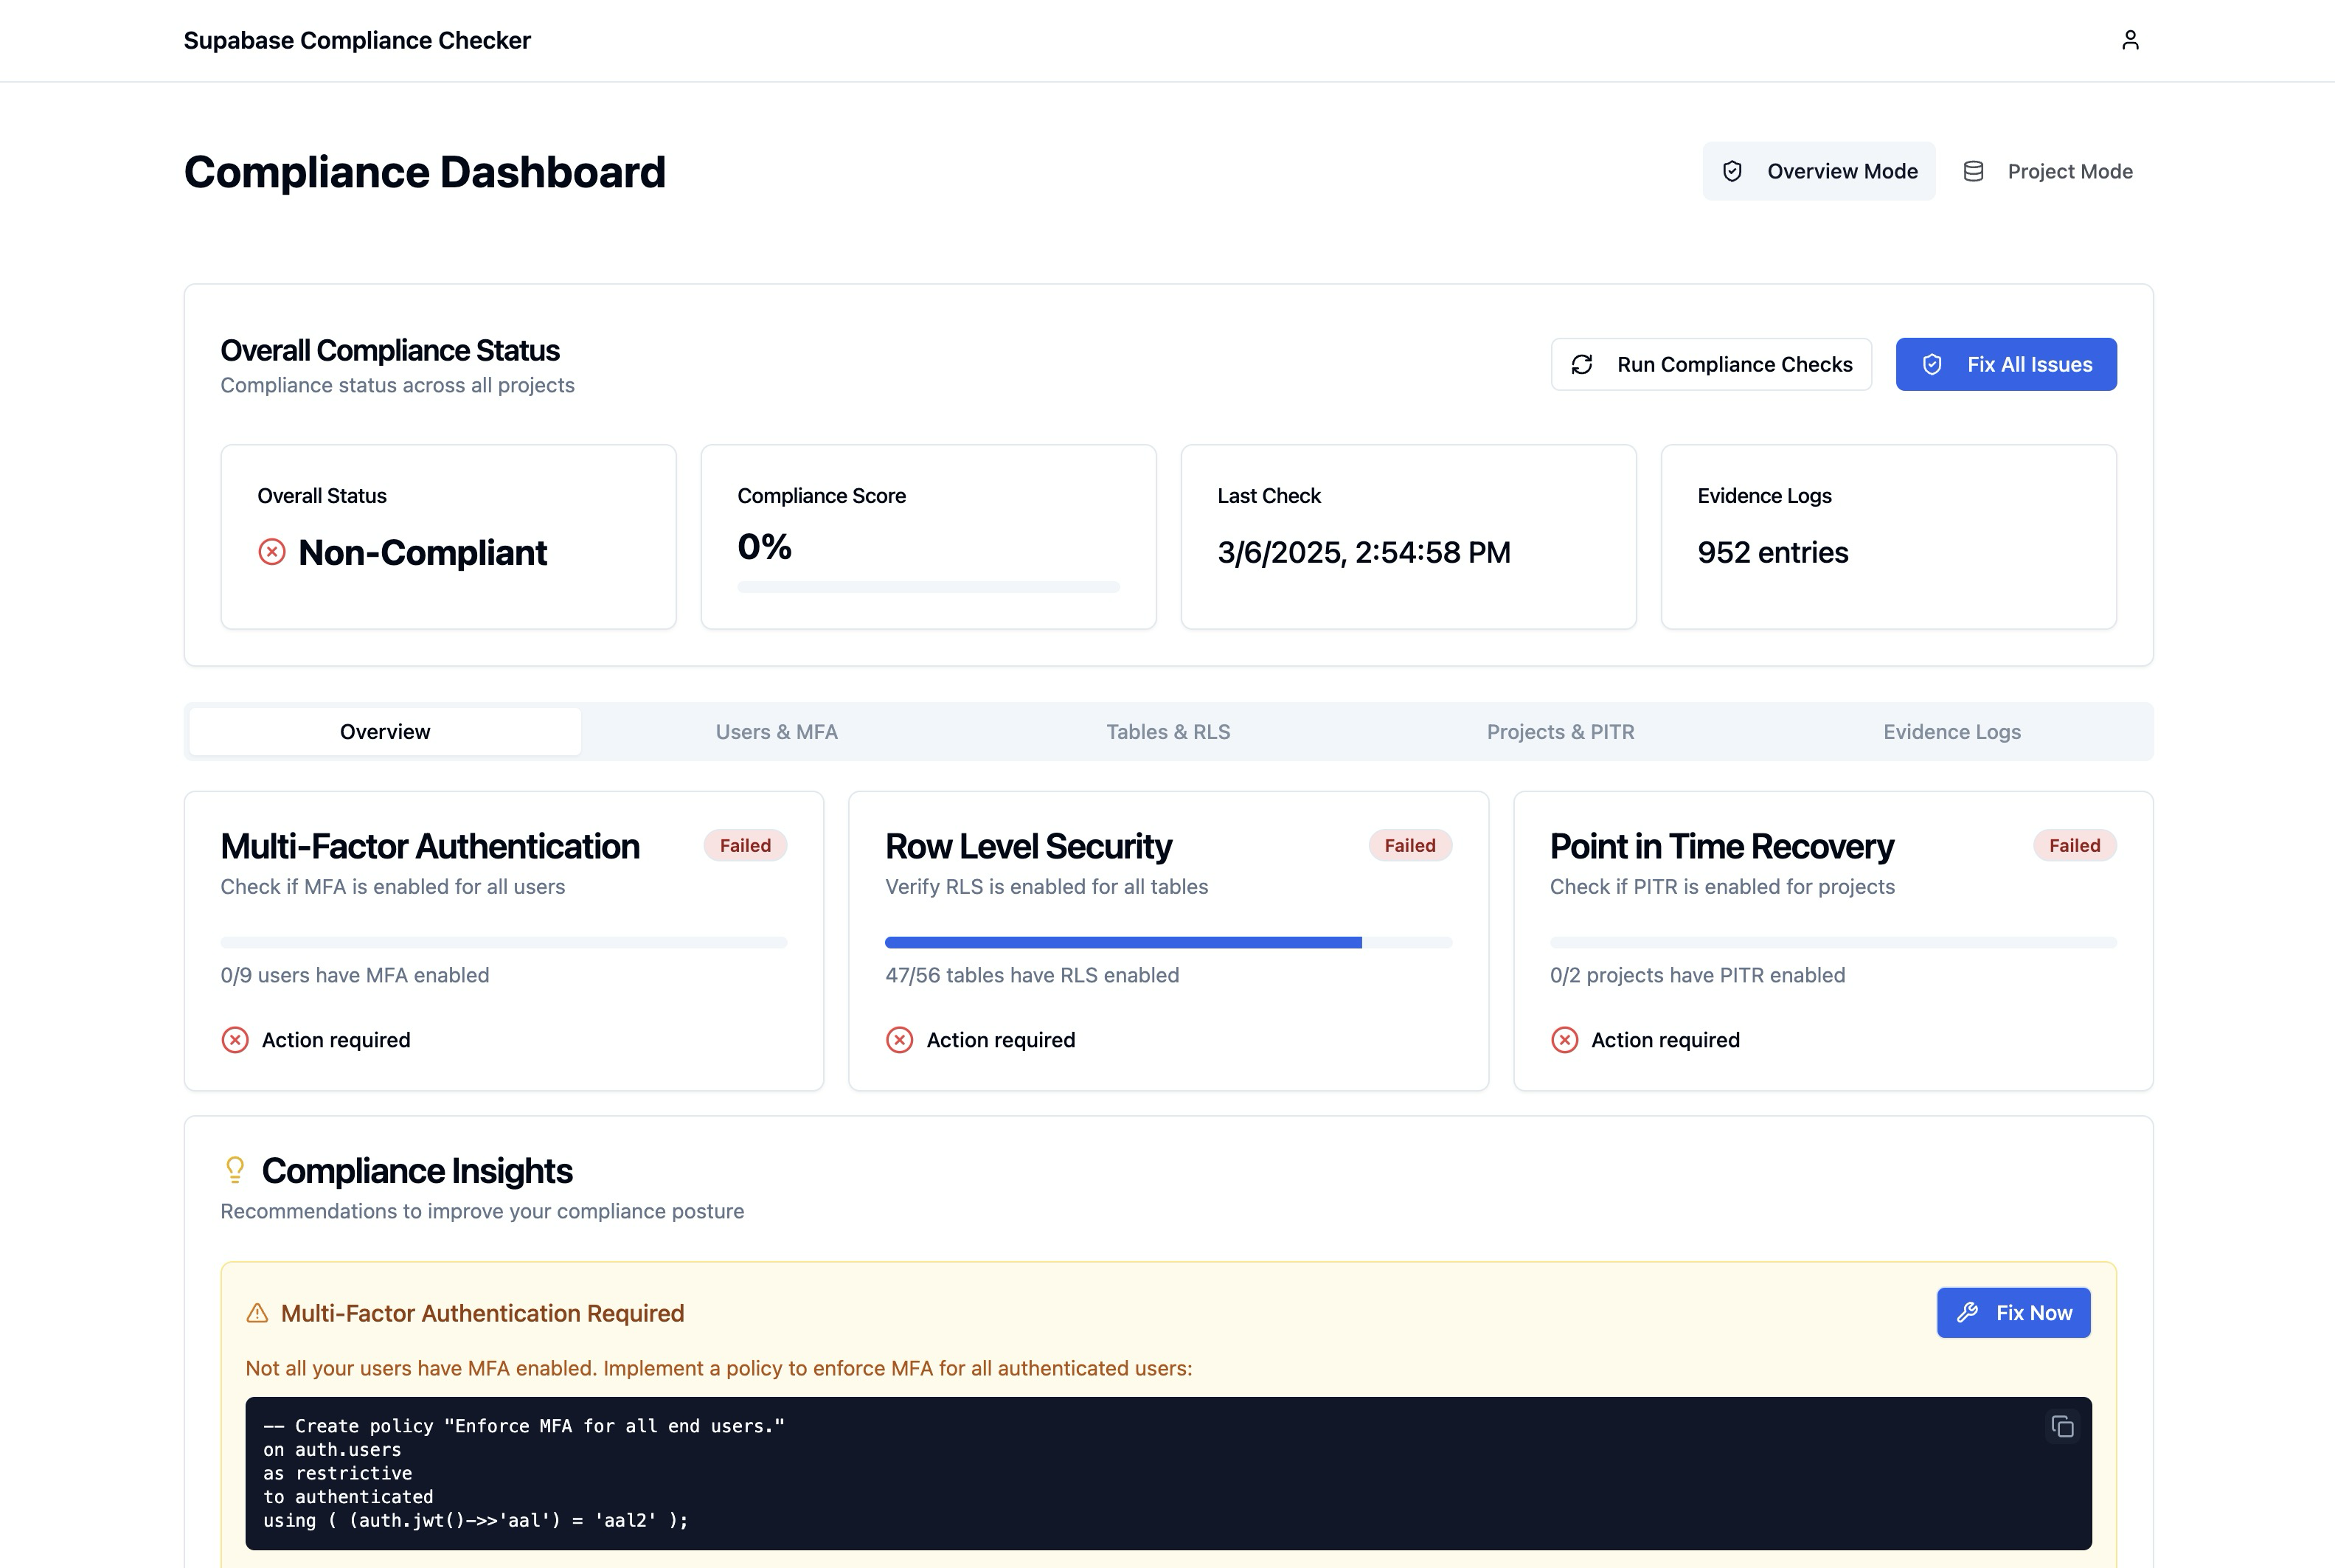 Supabase Compliance Checker
Compliance Dashboard
Overview Mode
Project Mode
Overall Compliance Status
Compliance status across all projects
Run Compliance Checks
Fix All Issues
Overall Status
Non-Compliant
Compliance Score
0%
Last Check
3/6/2025, 2:54:58 PM
Evidence Logs
952 entries
Overview
Users & MFA
Tables & RLS
Projects & PITR
Evidence Logs
Multi-Factor Authentication
Failed
Check if MFA is enabled for all users
0/9 users have MFA enabled
Action required
Row Level Security
Failed
Verify RLS is enabled for all tables
47/56 tables have RLS enabled
Action required
Point in Time Recovery
Failed
Check if PITR is enabled for projects
0/2 projects have PITR enabled
Action required
Compliance Insights
Recommendations to improve your compliance posture
Multi-Factor Authentication Required
Fix Now
Not all your users have MFA enabled. Implement a policy to enforce MFA for all authenticated users:
-- Create policy "Enforce MFA for all end users."
on auth.users
as restrictive
to authenticated
using ( (auth.jwt()->>'aal') = 'aal2' );